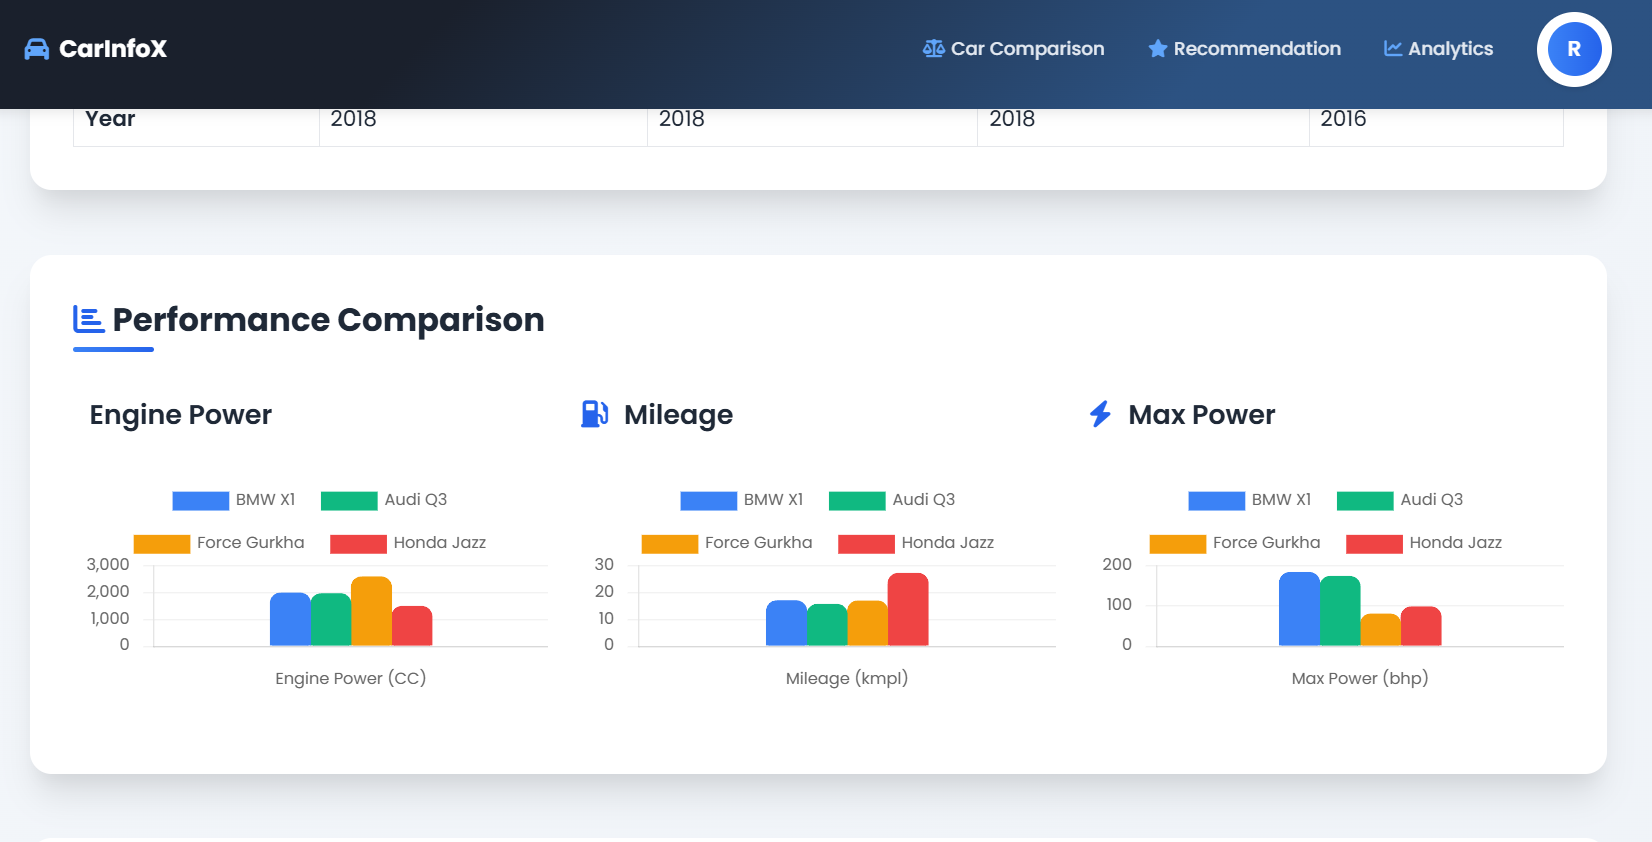 CarInfoX
Car Comparison
Recommendation
Analytics
R
Year
2018
2018
2018
2016
Performance Comparison
Engine Power
BMW X1
Audi Q3
Force Gurkha
Honda Jazz
3,000
2,000
1,000
0
Engine Power (CC)
Mileage
BMW X1
Audi Q3
Force Gurkha
Honda Jazz
30
20
10
0
Mileage (kmpl)
Max Power
BMW X1
Audi Q3
Force Gurkha
Honda Jazz
200
100
0
Max Power (bhp)